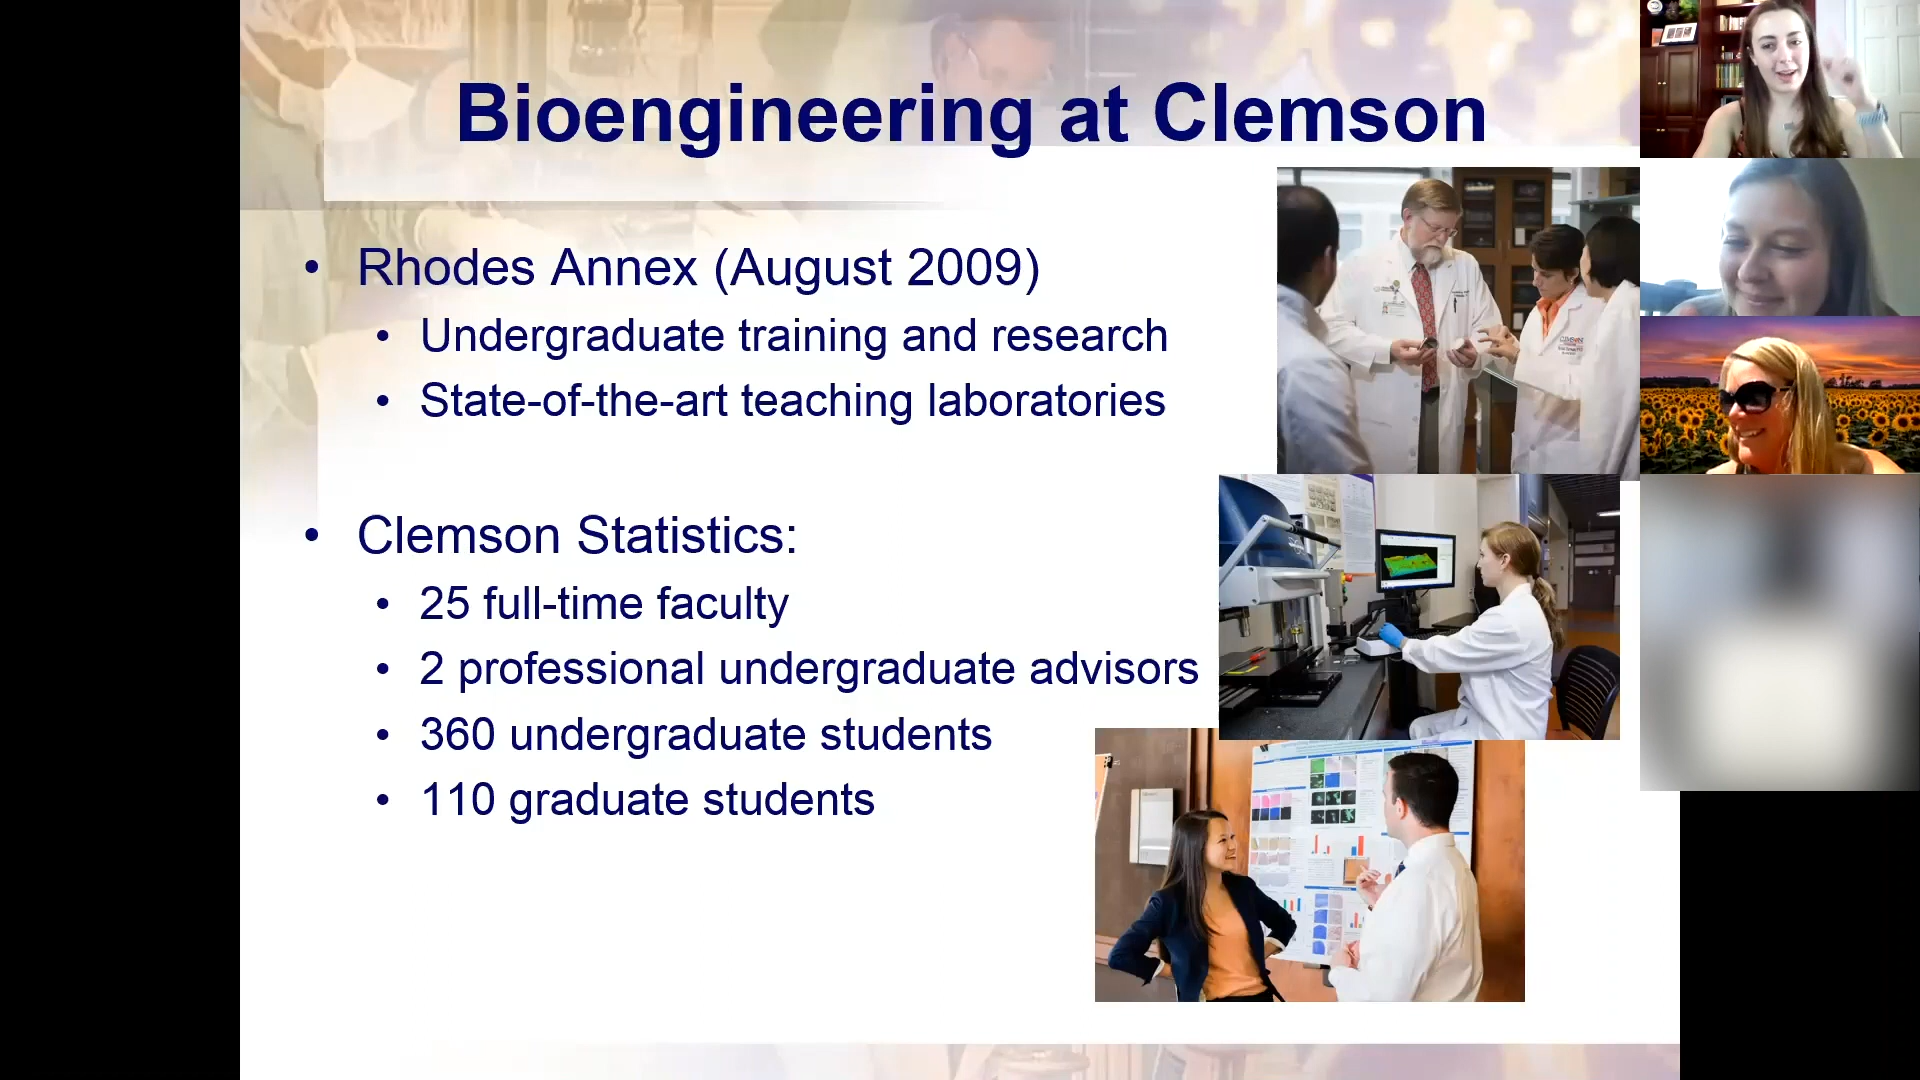 Bioengineering at Clemson
• Rhodes Annex (August 2009)
• Undergraduate training and research
• State-of-the-art teaching laboratories
• Clemson Statistics:
• 25 full-time faculty
• 2 professional undergraduate advisors
• 360 undergraduate students
• 110 graduate students
CLEMSON